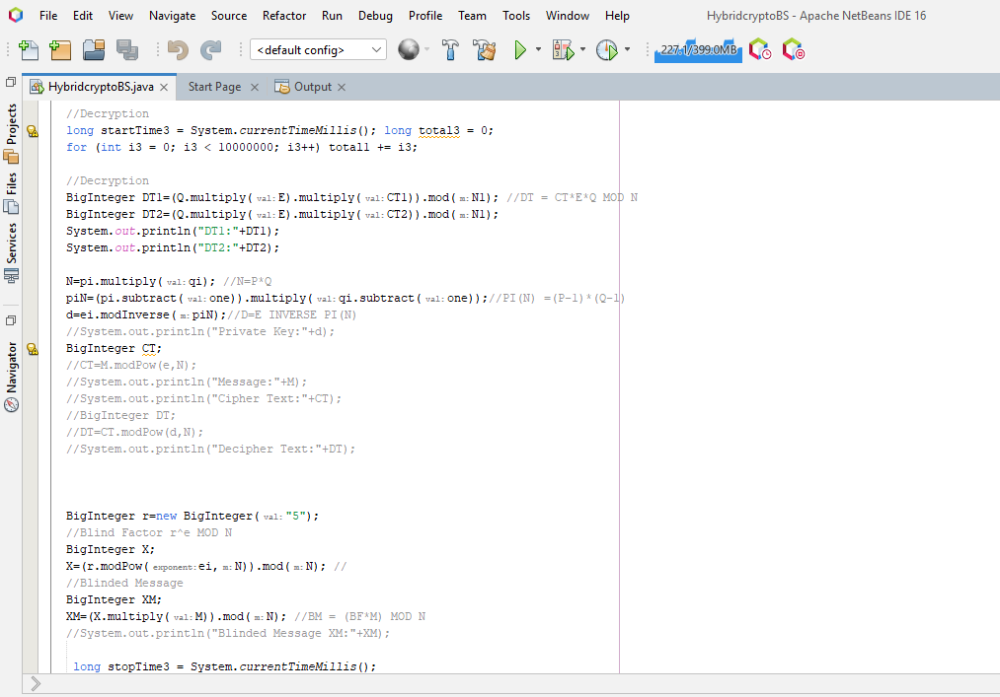 File Edit View Navigate Source Refactor Run Debug Profile Team Tools Window Help HybridcryptoBS - Apache NetBeans IDE 16
<default config> 227.1/399.0MB
HybridcryptoBS.java Start Page Output
Projects
Files
Services
Navigator
//Decryption
long startTime3 = System.currentTimeMillis(); long total3 = 0;
for (int i3 = 0; i3 < 10000000; i3++) total1 += i3;
//Decryption
BigInteger DT1=(Q.multiply(val:E).multiply(val:CT1)).mod(m:N1); //DT = CT*E*Q MOD N
BigInteger DT2=(Q.multiply(val:E).multiply(val:CT2)).mod(m:N1);
System.out.println("DT1:"+DT1);
System.out.println("DT2:"+DT2);
N=pi.multiply(val:qi); //N=P*Q
piN=(pi.subtract(val:one)).multiply(val:qi.subtract(val:one));//PI(N) =(P-1)*(Q-1)
d=ei.modInverse(m:piN);//D=E INVERSE PI(N)
//System.out.println("Private Key:"+d);
BigInteger CT;
//CT=M.modPow(e,N);
//System.out.println("Message:"+M);
//System.out.println("Cipher Text:"+CT);
//BigInteger DT;
//DT=CT.modPow(d,N);
//System.out.println("Decipher Text:"+DT);
BigInteger r=new BigInteger(val:"5");
//Blind Factor r^e MOD N
BigInteger X;
X=(r.modPow(exponent:ei, m:N)).mod(m:N); //
//Blinded Message
BigInteger XM;
XM=(X.multiply(val:M)).mod(m:N); //BM = (BF*M) MOD N
//System.out.println("Blinded Message XM:"+XM);
long stopTime3 = System.currentTimeMillis();